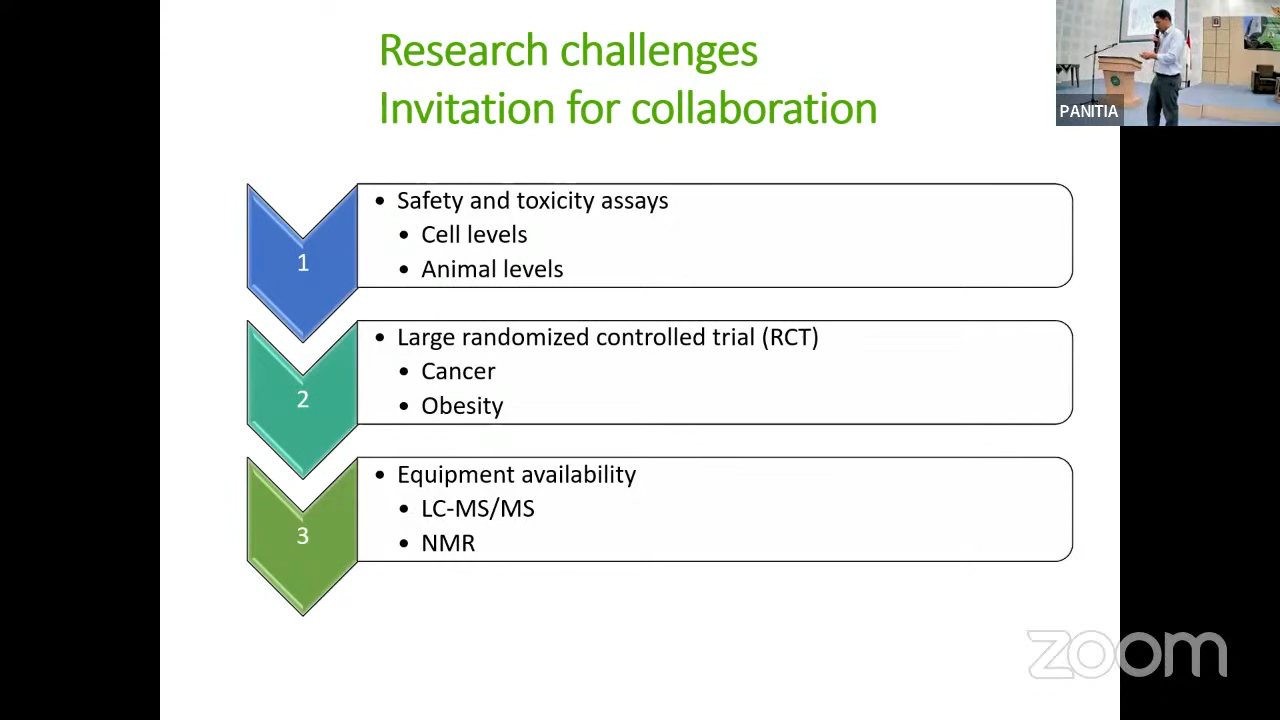 Research challenges
Invitation for collaboration
PANITIA
1
• Safety and toxicity assays
• Cell levels
• Animal levels
2
• Large randomized controlled trial (RCT)
• Cancer
• Obesity
3
• Equipment availability
• LC-MS/MS
• NMR
zoom